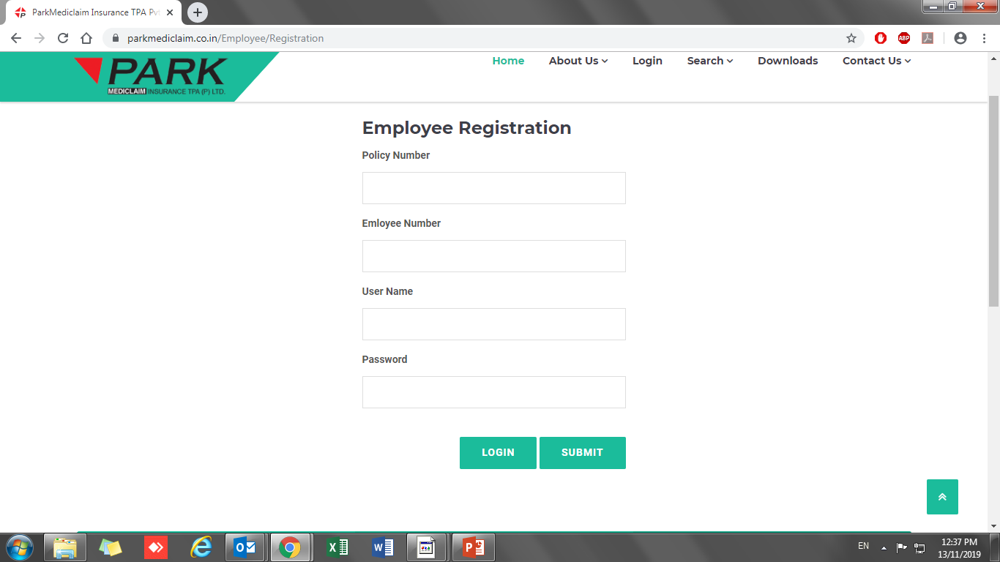 ParkMediclaim Insurance TPA Pvt
parkmediclaim.co.in/Employee/Registration
ABP
PARK
MEDICLAIM INSURANCE TPA (P) LTD.
Home About Us Login Search Downloads Contact Us
Employee Registration
Policy Number
Emloyee Number
User Name
Password
LOGIN SUBMIT
EN
12:37 PM
13/11/2019